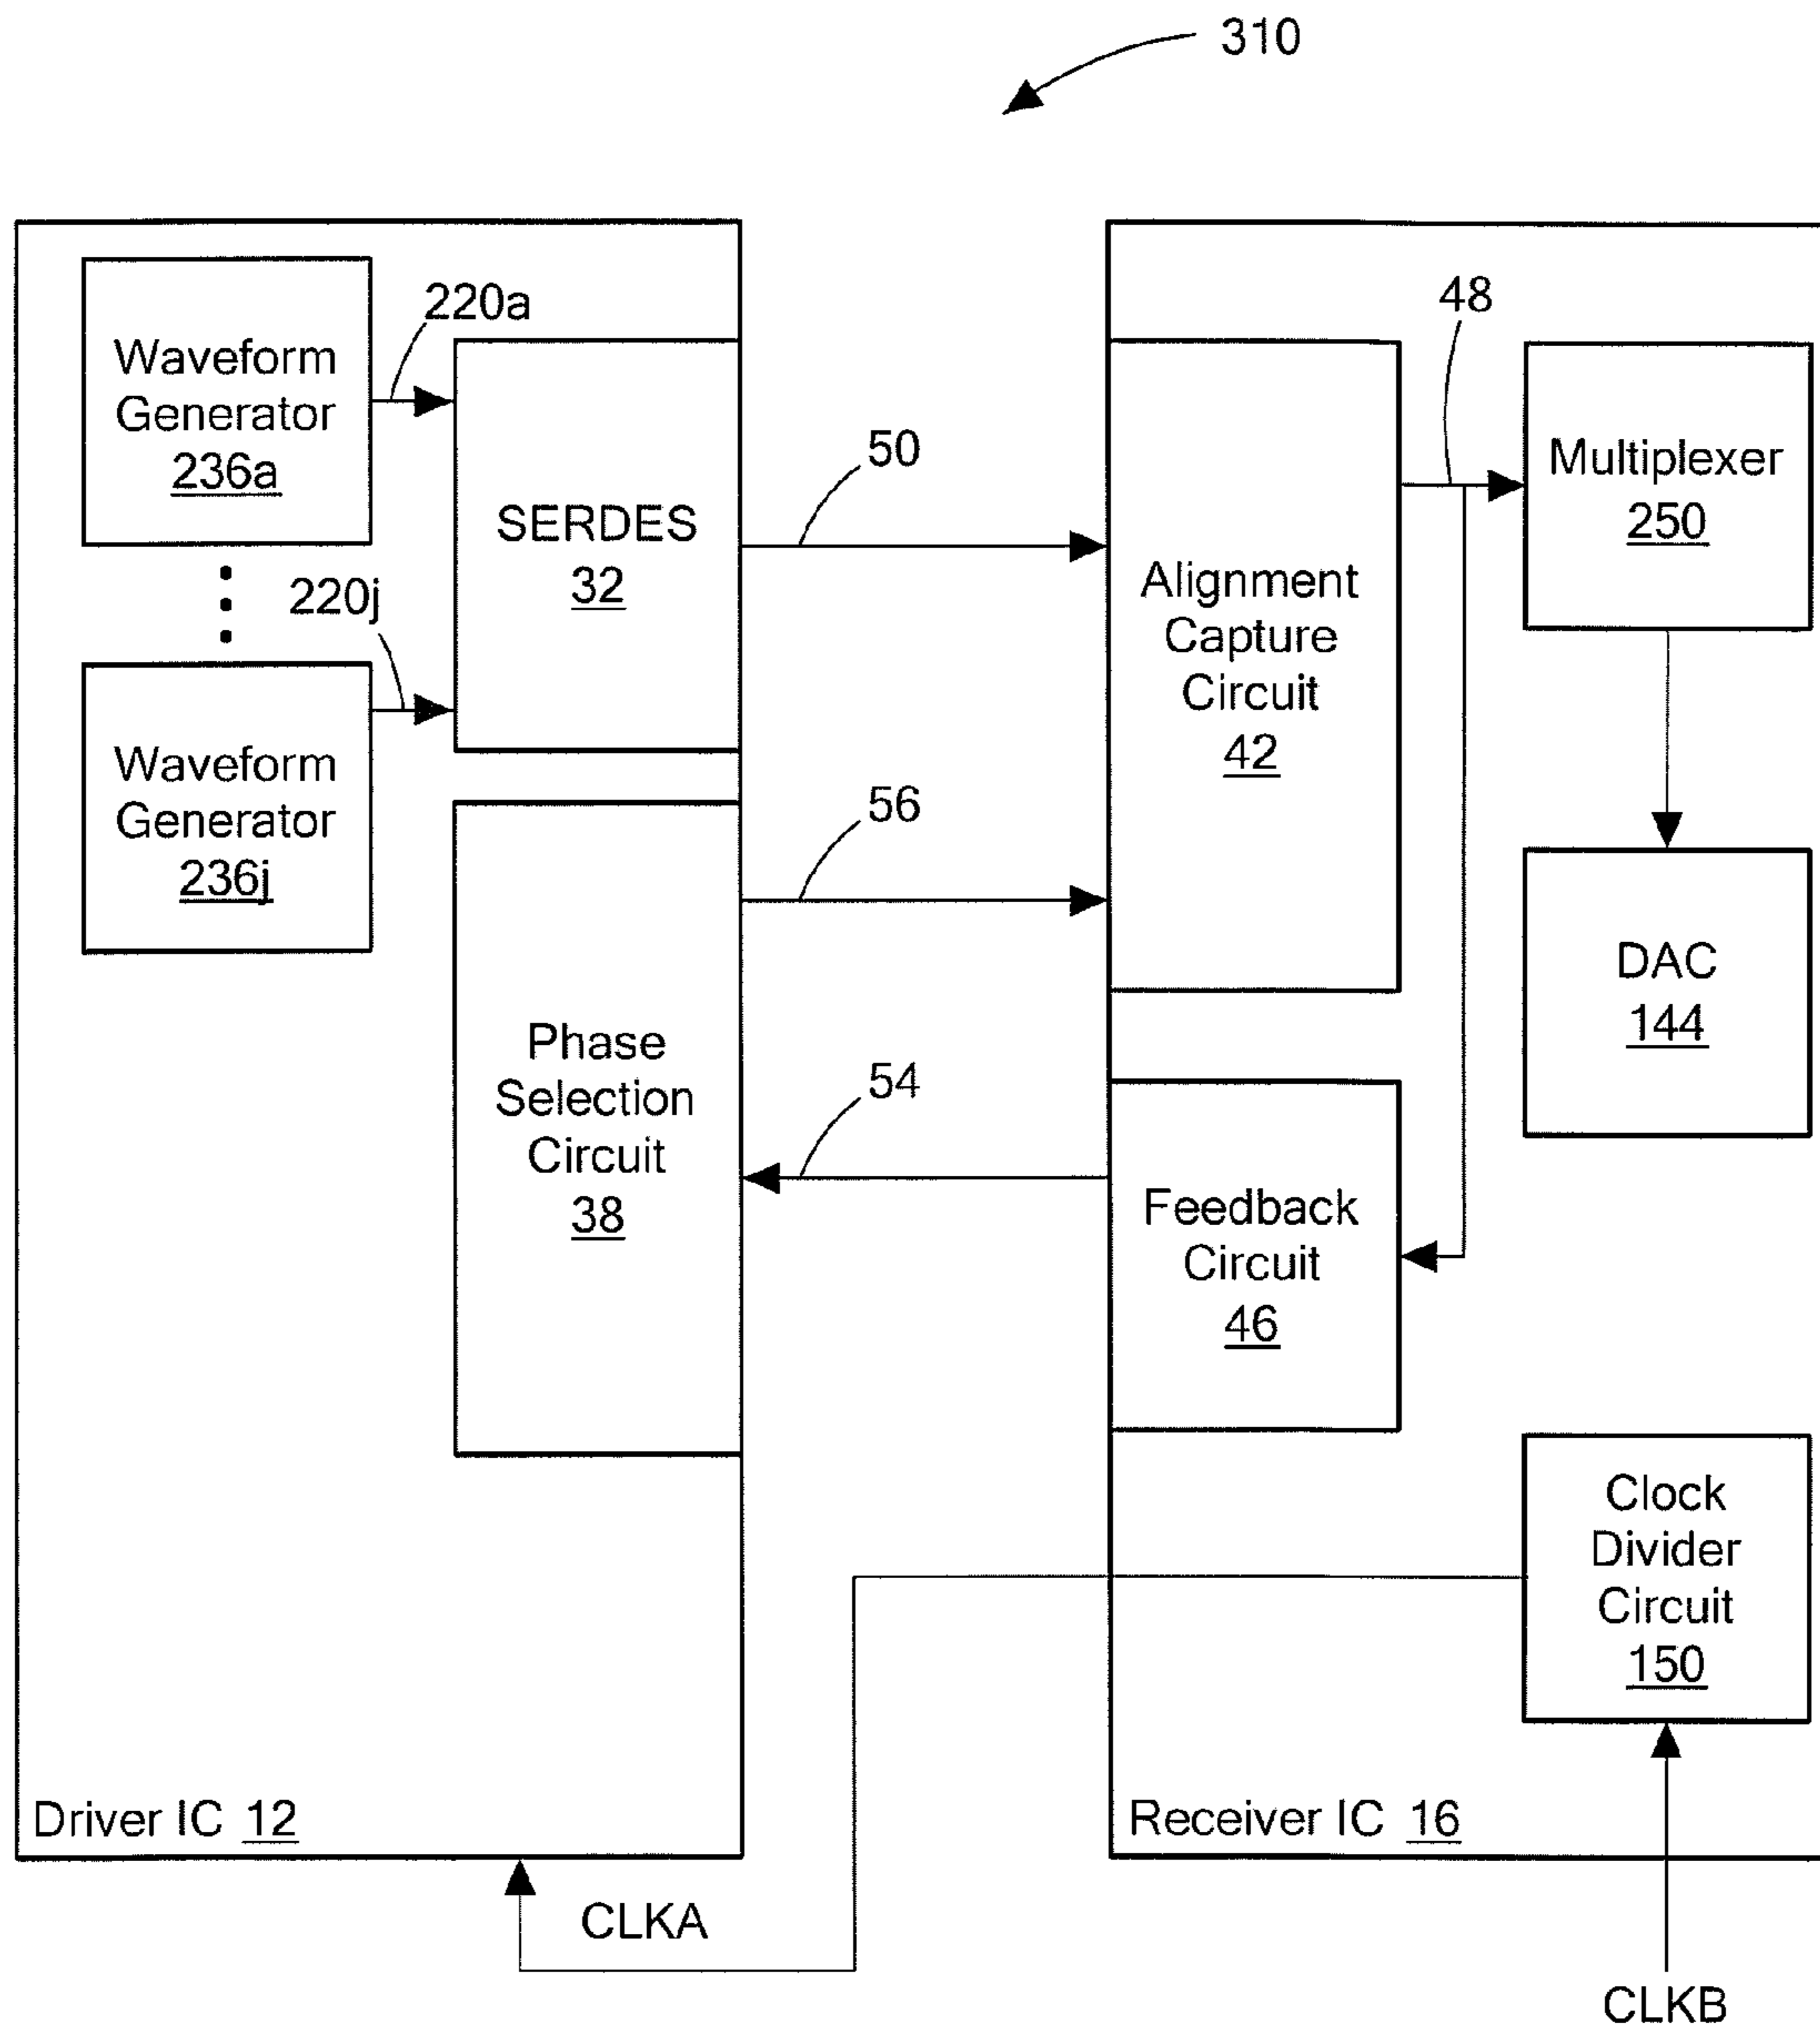 310
Waveform
Generator
236a
220a
SERDES
32
220j
Waveform
Generator
236j
Phase
Selection
Circuit
38
Driver IC 12
50
56
54
CLKA
Alignment
Capture
Circuit
42
48
Multiplexer
250
DAC
144
Feedback
Circuit
46
Clock
Divider
Circuit
150
Receiver IC 16
CLKB